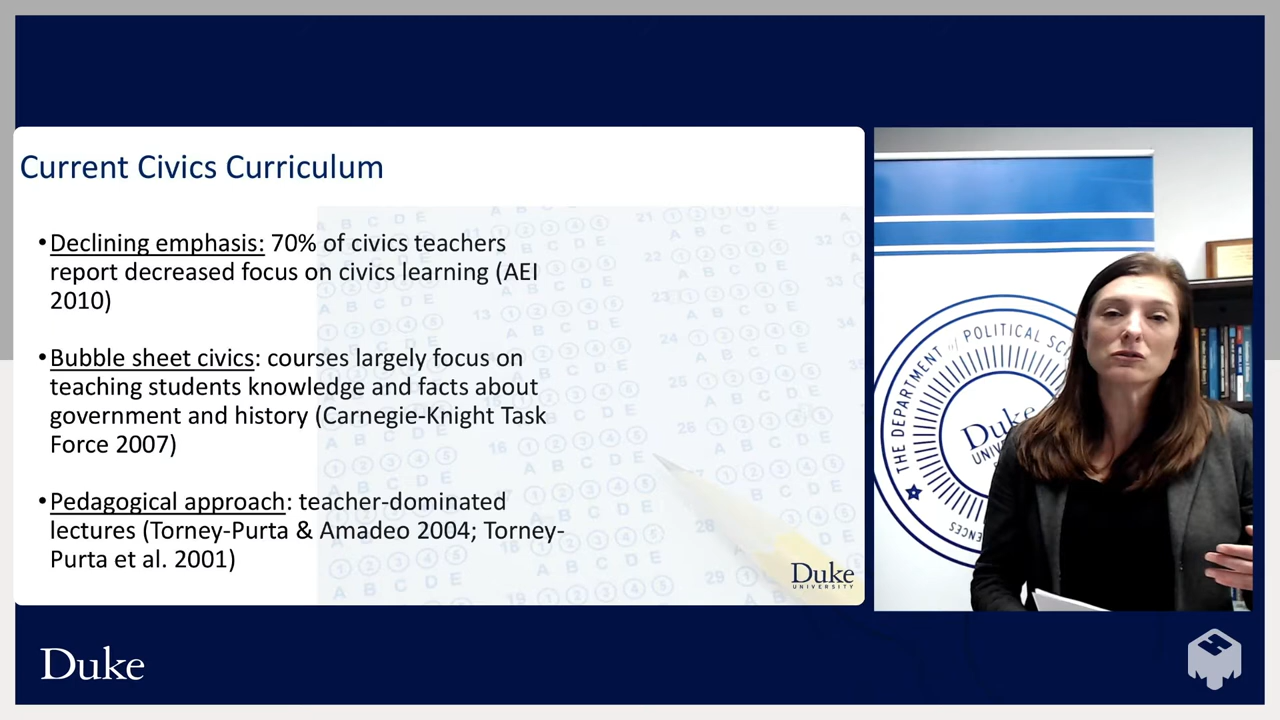 Current Civics Curriculum
•Declining emphasis: 70% of civics teachers
report decreased focus on civics learning (AEI
2010)
•Bubble sheet civics: courses largely focus on
teaching students knowledge and facts about
government and history (Carnegie-Knight Task
Force 2007)
•Pedagogical approach: teacher-dominated
lectures (Torney-Purta & Amadeo 2004; Torney-
Purta et al. 2001)
Duke
UNIVERSITY
THE DEPARTMENT of POLITICAL SCI
Duke
UNIV
ENCES
Duke